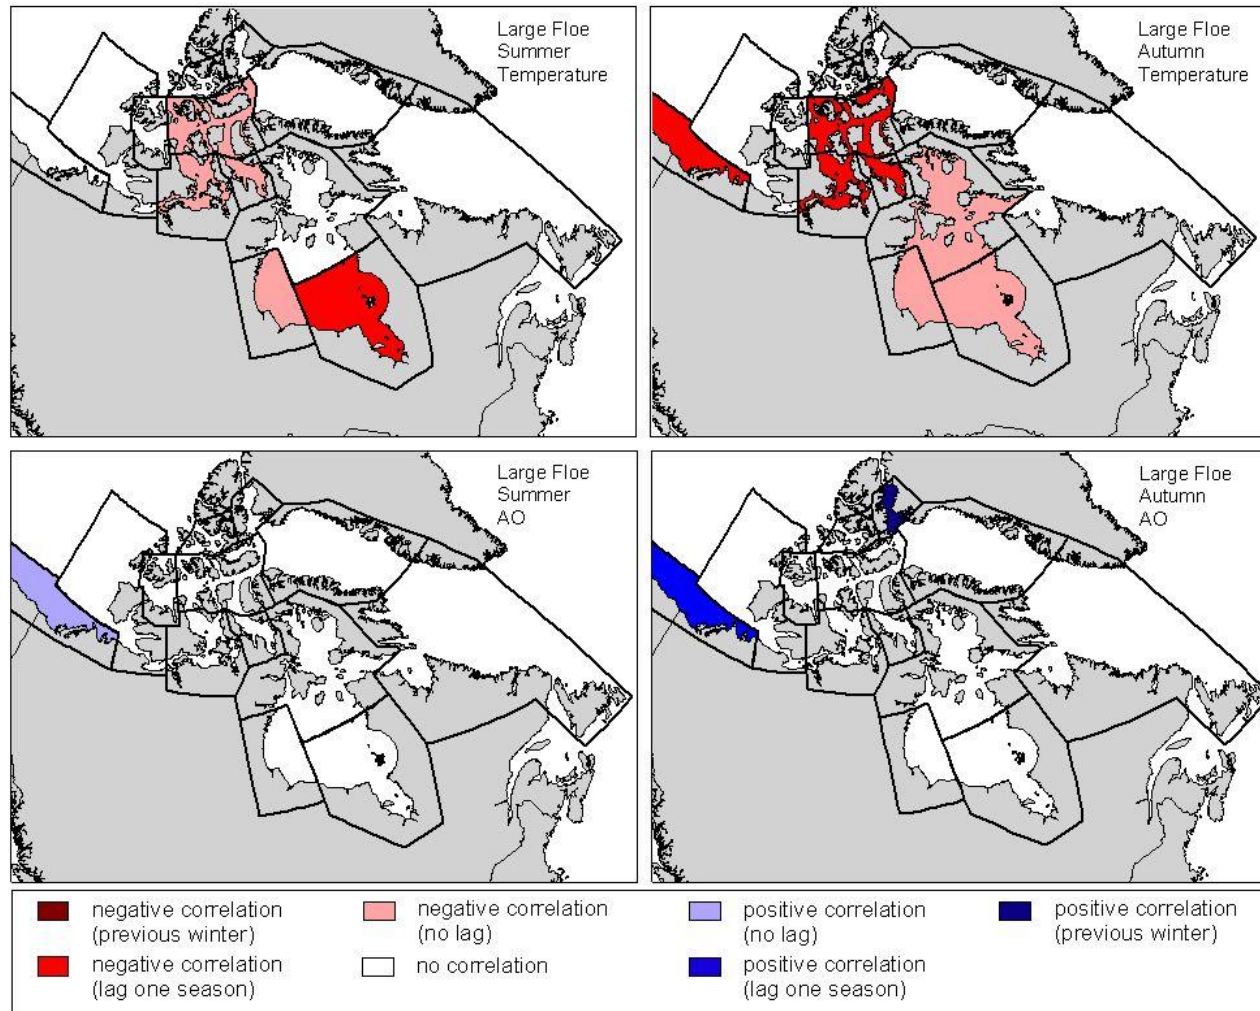 Large Floe
Summer
Temperature
Large Floe
Autumn
Temperature
Large Floe
Summer
AO
Large Floe
Autumn
AO
negative correlation
(previous winter)
negative correlation
(no lag)
positive correlation
(no lag)
positive correlation
(previous winter)
negative correlation
(lag one season)
no correlation
positive correlation
(lag one season)